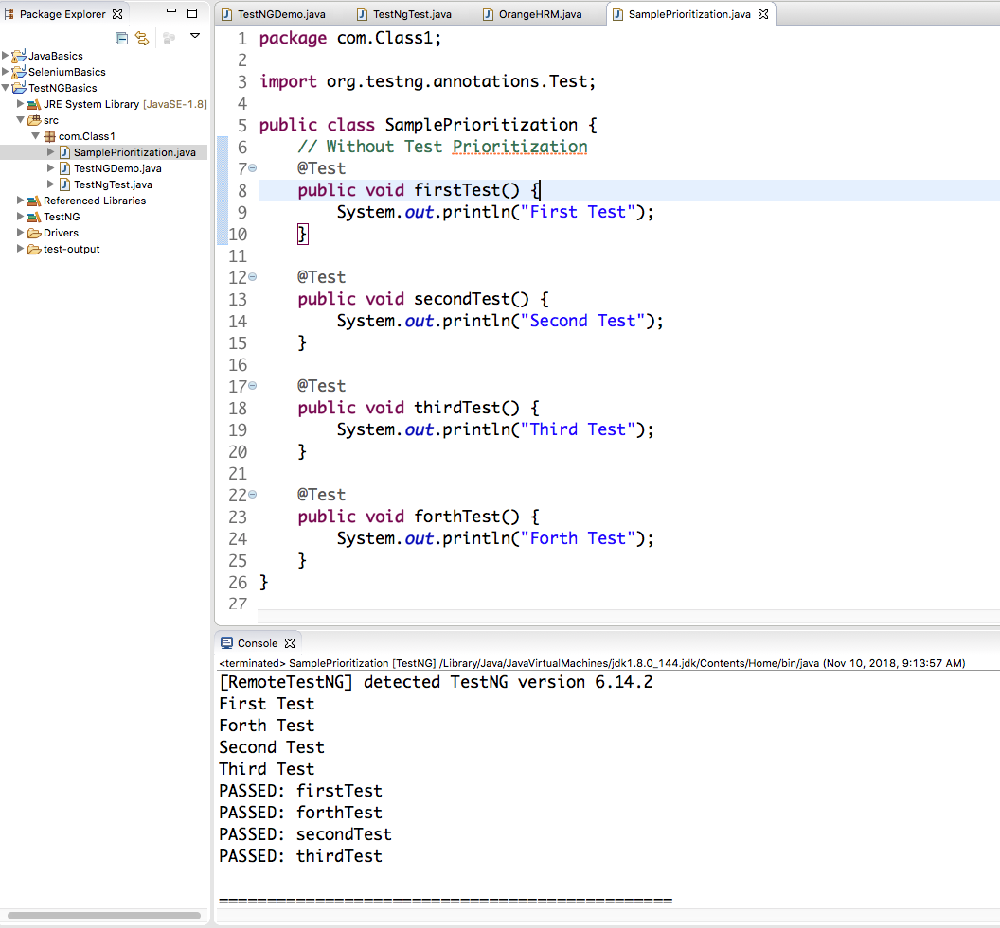 Package Explorer
JavaBasics
SeleniumBasics
TestNGBasics
JRE System Library [JavaSE-1.8]
src
com.Class1
SamplePrioritization.java
TestNGDemo.java
TestNgTest.java
Referenced Libraries
TestNG
Drivers
test-output
TestNGDemo.java TestNgTest.java OrangeHRM.java SamplePrioritization.java
1 package com.Class1;
2
3 import org.testng.annotations.Test;
4
5 public class SamplePrioritization {
6 // Without Test Prioritization
7 @Test
8 public void firstTest() {
9 System.out.println("First Test");
10 }
11
12 @Test
13 public void secondTest() {
14 System.out.println("Second Test");
15 }
16
17 @Test
18 public void thirdTest() {
19 System.out.println("Third Test");
20 }
21
22 @Test
23 public void forthTest() {
24 System.out.println("Forth Test");
25 }
26 }
27
Console
<terminated> SamplePrioritization [TestNG] /Library/Java/JavaVirtualMachines/jdk1.8.0_144.jdk/Contents/Home/bin/java (Nov 10, 2018, 9:13:57 AM)
[RemoteTestNG] detected TestNG version 6.14.2
First Test
Forth Test
Second Test
Third Test
PASSED: firstTest
PASSED: forthTest
PASSED: secondTest
PASSED: thirdTest
===============================================